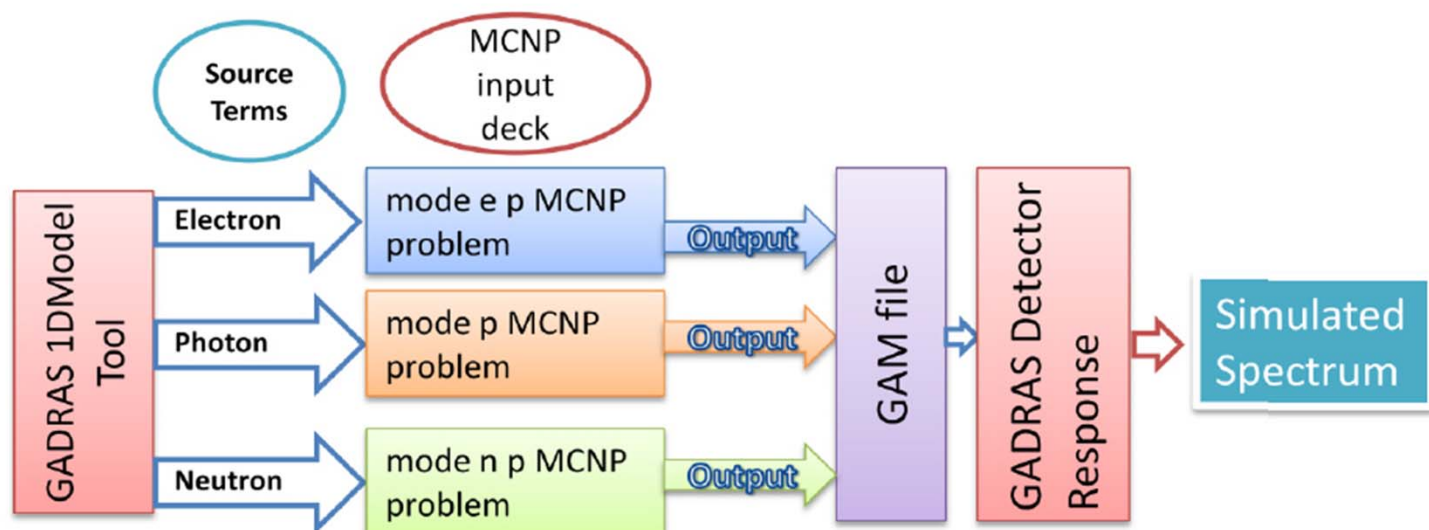 Source
Terms
MCNP
input
deck
GADRAS 1DModel
Tool
Electron
mode e p MCNP
problem
Output
Photon
mode p MCNP
problem
Output
Neutron
mode n p MCNP
problem
Output
GAM file
GADRAS Detector
Response
Simulated
Spectrum